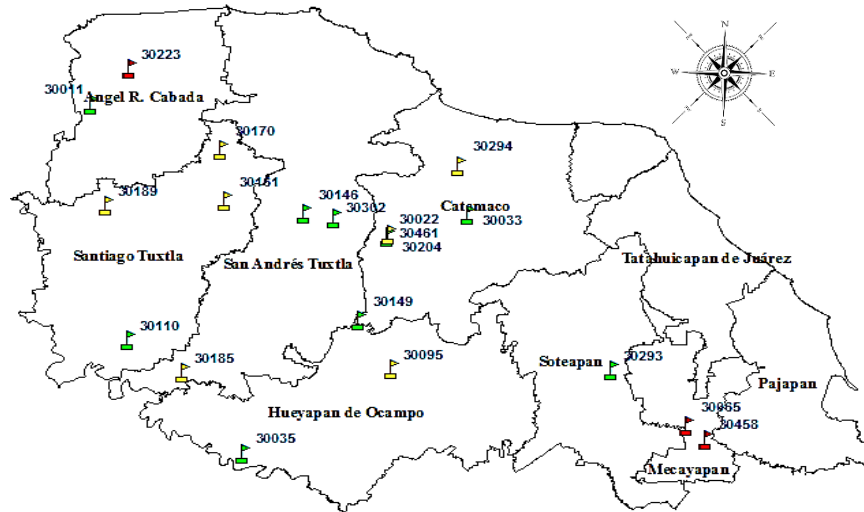 N
W
E
S
30223
30011
Angel R. Cabada
30170
30294
30189
30151
30146
30302
Catemaco
30022
30033
30461
30204
Santiago Tuxtla
San Andrés Tuxtla
Tatahuicapan de Juárez
30149
30110
30185
30095
Soteapan
30293
Pajapan
Hueyapan de Ocampo
30065
30458
30035
Mecayapan